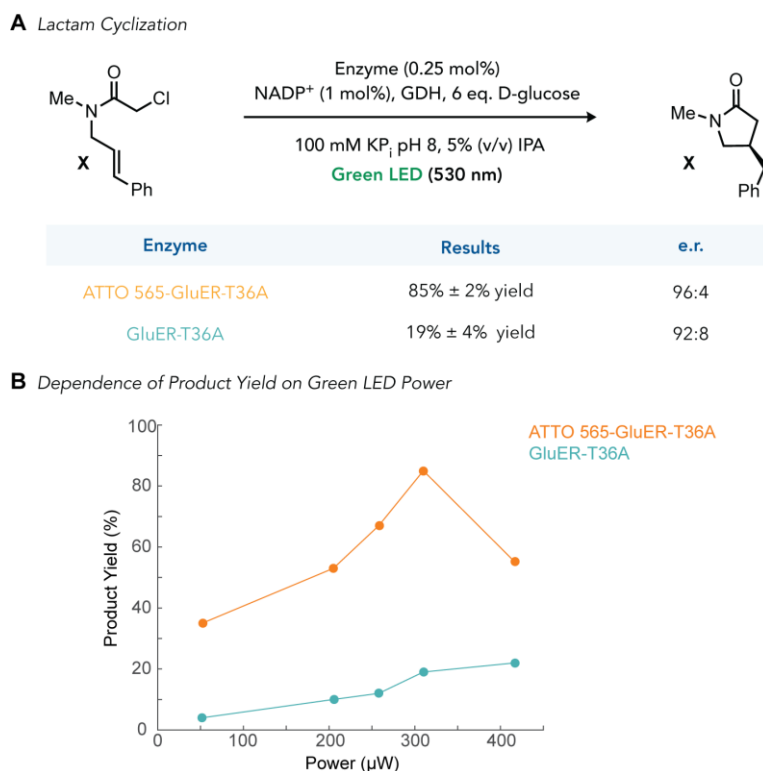 A Lactam Cyclization
O
Me
N
Cl
X
Ph
Enzyme (0.25 mol%)
NADP⁺ (1 mol%), GDH, 6 eq. D-glucose
100 mM KPᵢ pH 8, 5% (v/v) IPA
Green LED (530 nm)
O
Me
N
X
Ph
Enzyme Results e.r.
ATTO 565-GluER-T36A 85% ± 2% yield 96:4
GluER-T36A 19% ± 4% yield 92:8
B Dependence of Product Yield on Green LED Power
ATTO 565-GluER-T36A
GluER-T36A
Product Yield (%)
100
80
60
40
20
0
0 100 200 300 400
Power (µW)